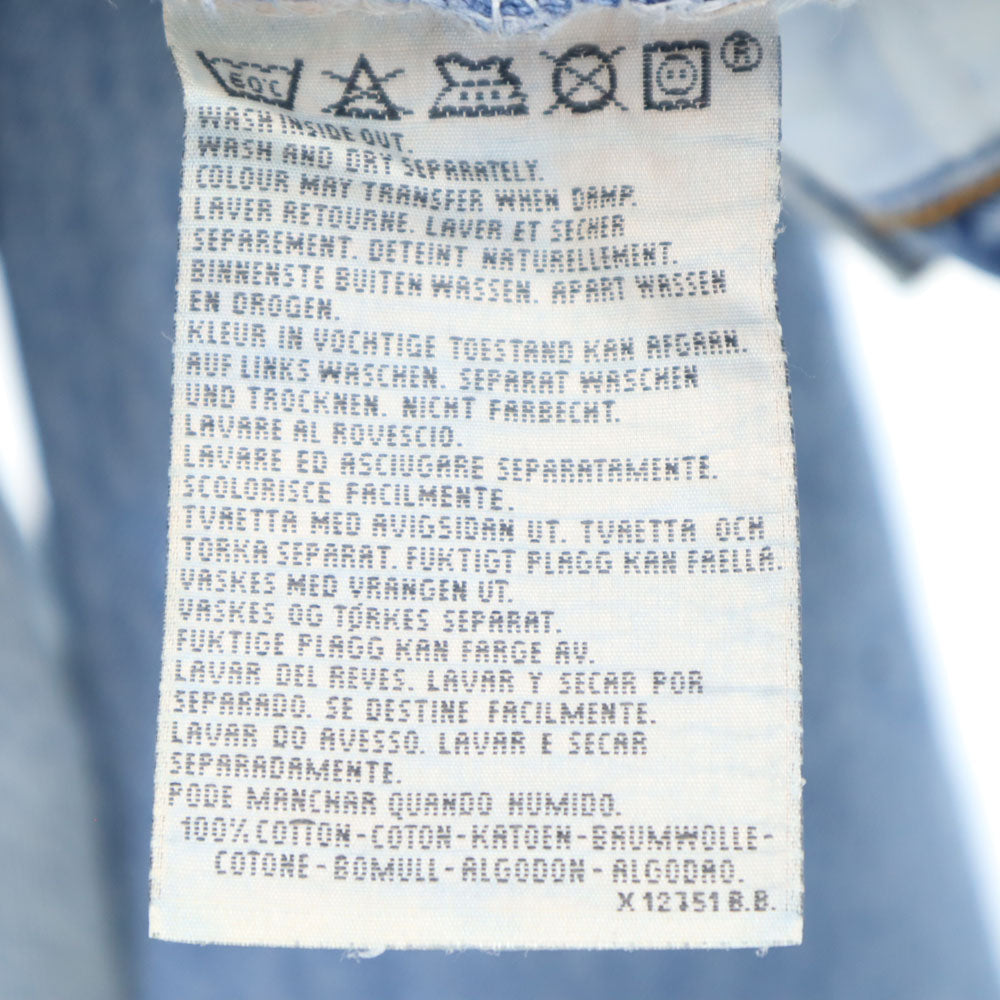 60°C ®
WASH INSIDE OUT.
WASH AND DRY SEPARATELY.
COLOUR MAY TRANSFER WHEN DAMP.
LAVER RETOURNE. LAVER ET SECHER
SEPAREMENT. DETEINT NATURELLEMENT.
BINNENSTE BUITEN WASSEN. APART WASSEN
EN DROGEN.
KLEUR IN VOCHTIGE TOESTAND KAN AFGAAN.
AUF LINKS WASCHEN. SEPARAT WASCHEN
UND TROCKNEN. NICHT FARBECHT.
LAVARE AL ROVESCIO.
LAVARE ED ASCIUGARE SEPARATAMENTE.
SCOLORISCE FACILMENTE.
TVAETTA MED AVIGSIDAN UT. TVAETTA OCH
TORKA SEPARAT. FUKTIGT PLAGG KAN FAELLA.
VASKES MED VRANGEN UT.
VASKES OG TØRKES SEPARAT.
FUKTIGE PLAGG KAN FARGE AV.
LAVAR DEL REVES. LAVAR Y SECAR POR
SEPARADO. SE DESTINE FACILMENTE.
LAVAR DO AVESSO. LAVAR E SECAR
SEPARADAMENTE.
PODE MANCHAR QUANDO HUMIDO.
100% COTTON-COTON-KATOEN-BAUMWOLLE-
COTONE-BOMULL-ALGODON-ALGODAO.
X 12751 B.B.